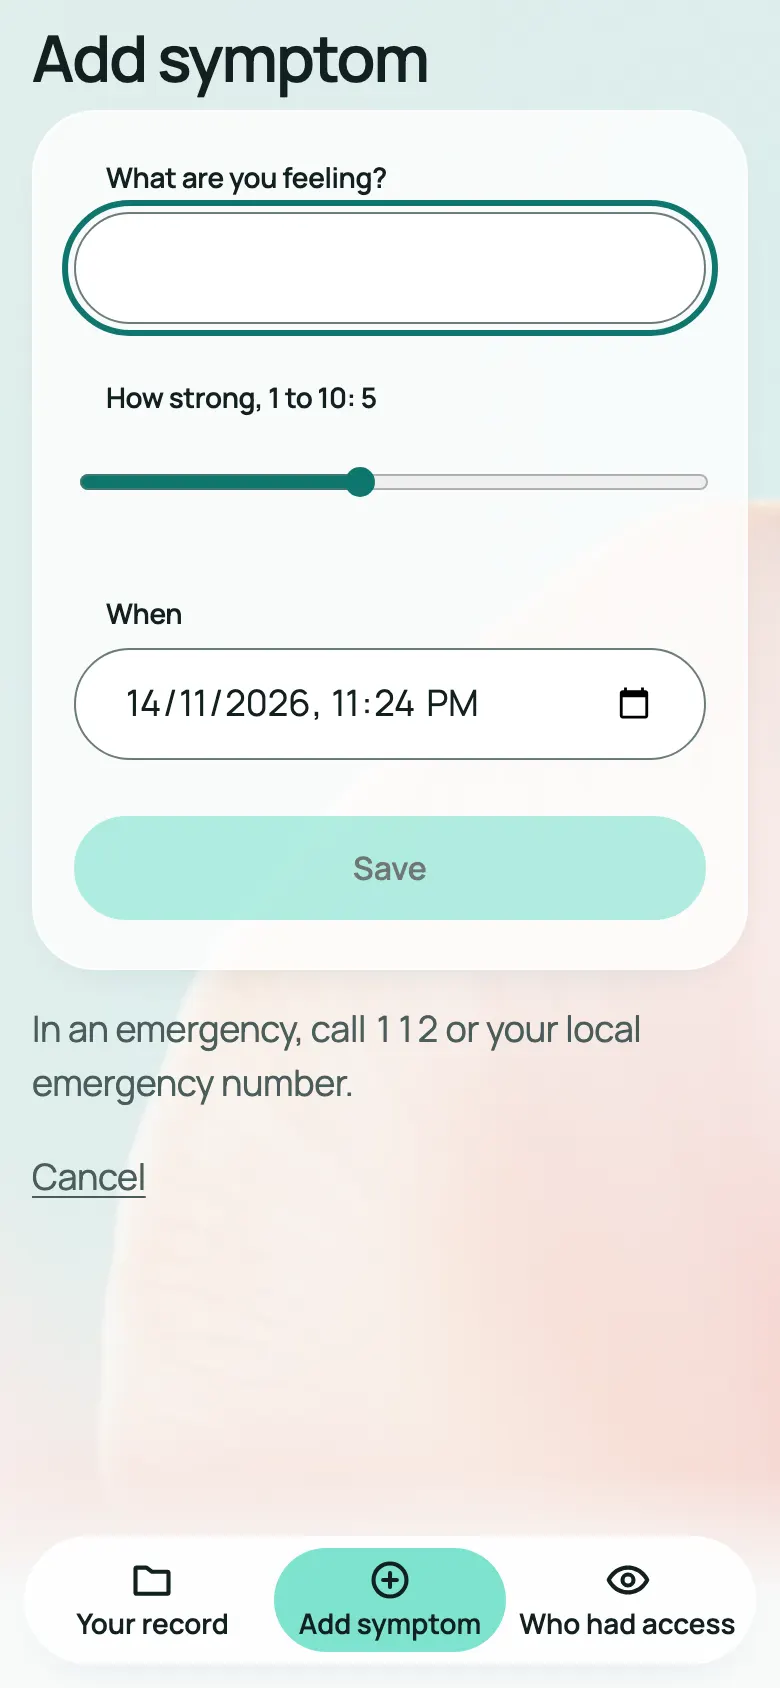 Add symptom
What are you feeling?
How strong, 1 to 10: 5
When
14/11/2026, 11:24 PM
Save
In an emergency, call 112 or your local
emergency number.
Cancel
Your record
Add symptom
Who had access